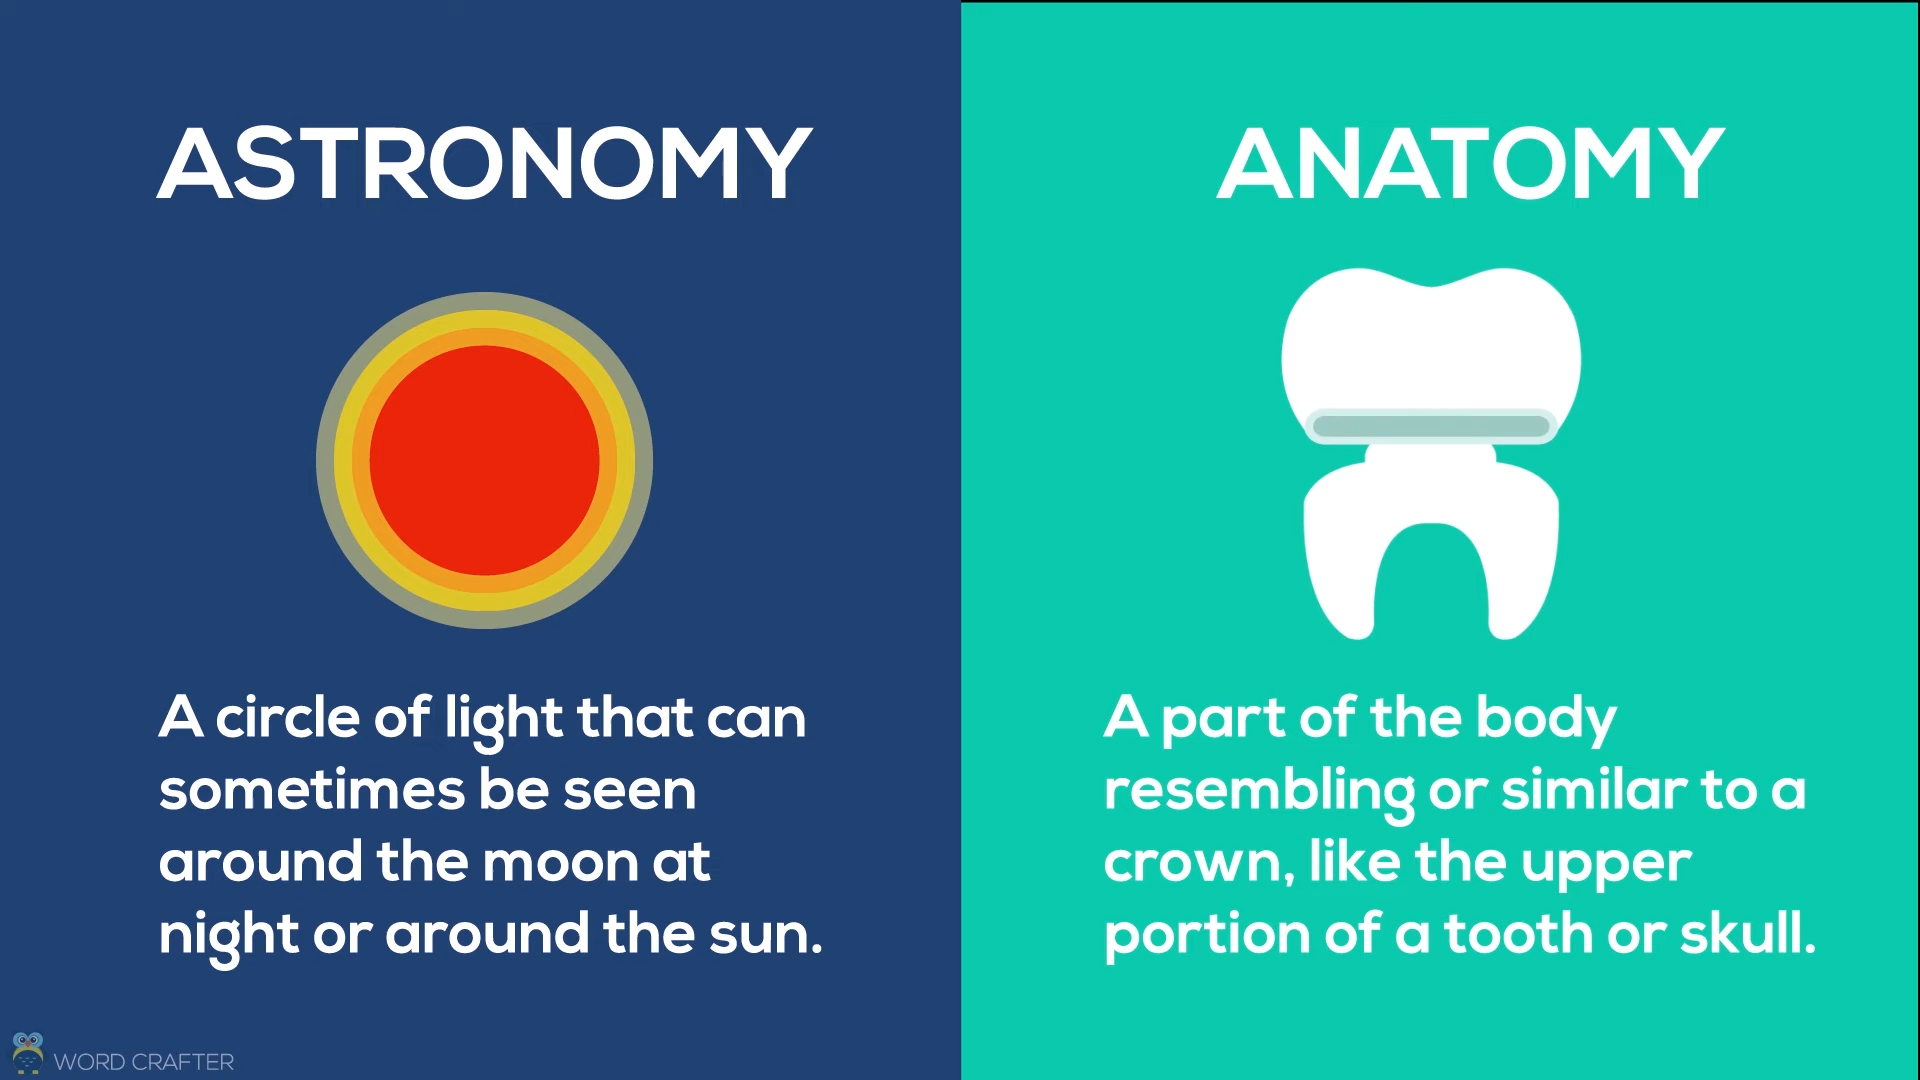 ASTRONOMY
A circle of light that can
sometimes be seen
around the moon at
night or around the sun.
ANATOMY
A part of the body
resembling or similar to a
crown, like the upper
portion of a tooth or skull.
WORD CRAFTER